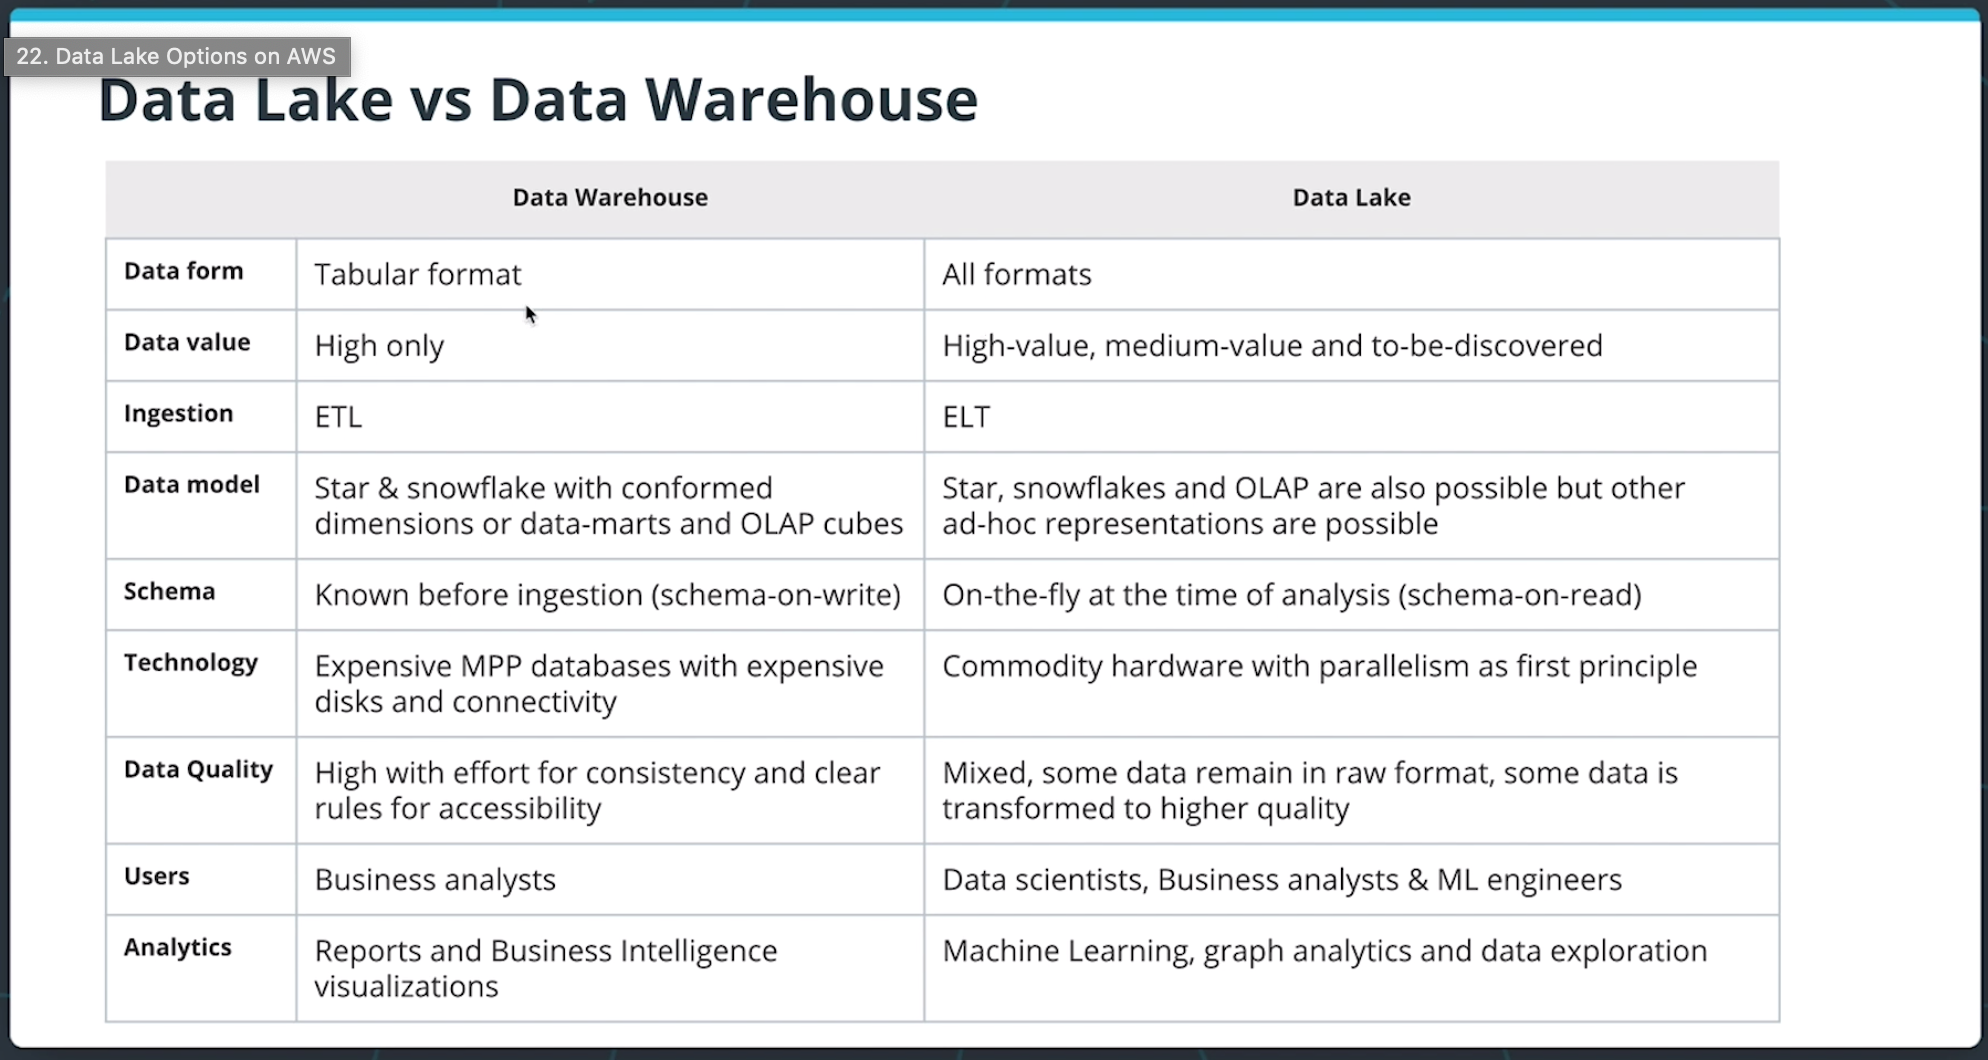 22. Data Lake Options on AWS
Data Lake vs Data Warehouse
Data Warehouse
Data Lake
Data form
Tabular format
All formats
Data value
High only
High-value, medium-value and to-be-discovered
Ingestion
ETL
ELT
Data model
Star & snowflake with conformed
dimensions or data-marts and OLAP cubes
Star, snowflakes and OLAP are also possible but other
ad-hoc representations are possible
Schema
Known before ingestion (schema-on-write)
On-the-fly at the time of analysis (schema-on-read)
Technology
Expensive MPP databases with expensive
disks and connectivity
Commodity hardware with parallelism as first principle
Data Quality
High with effort for consistency and clear
rules for accessibility
Mixed, some data remain in raw format, some data is
transformed to higher quality
Users
Business analysts
Data scientists, Business analysts & ML engineers
Analytics
Reports and Business Intelligence
visualizations
Machine Learning, graph analytics and data exploration